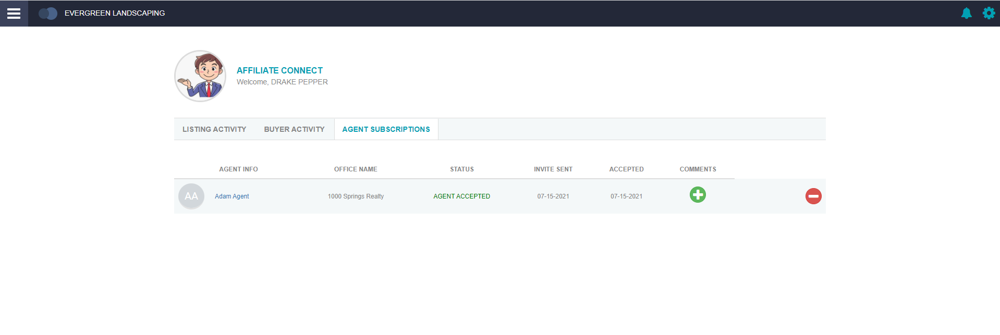 EVERGREEN LANDSCAPING
AFFILIATE CONNECT
Welcome, DRAKE PEPPER
LISTING ACTIVITY BUYER ACTIVITY AGENT SUBSCRIPTIONS
AGENT INFO OFFICE NAME STATUS INVITE SENT ACCEPTED COMMENTS
AA Adam Agent 1000 Springs Realty AGENT ACCEPTED 07-15-2021 07-15-2021